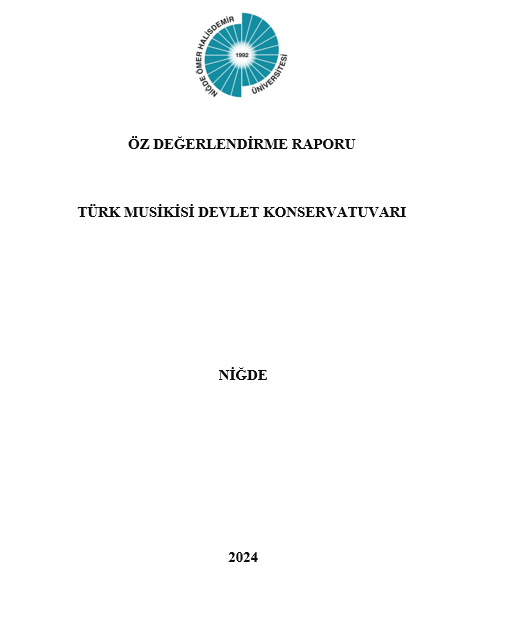 NİĞDE ÖMER HALİSDEMİR
ÜNİVERSİTESİ
1992
ÖZ DEĞERLENDİRME RAPORU
TÜRK MUSİKİSİ DEVLET KONSERVATUVARI
NİĞDE
2024